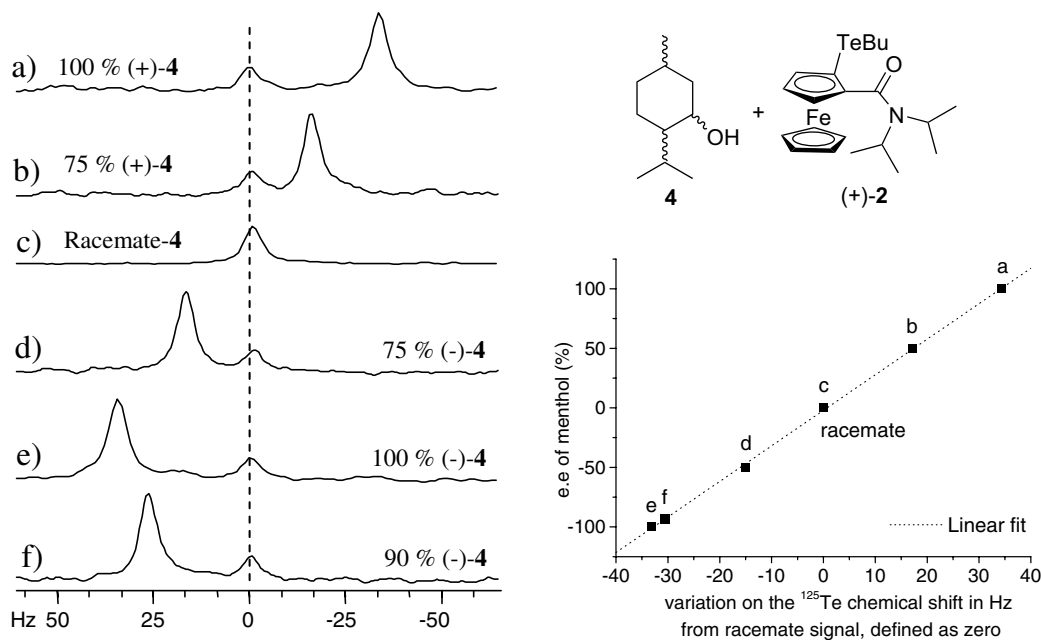 a)
100 % (+)-4
b)
75 % (+)-4
c)
Racemate-4
d)
75 % (-)-4
e)
100 % (-)-4
f)
90 % (-)-4
Hz 50 25 0 -25 -50
TeBu
O
N
Fe
OH
+
4
(+)-2
e.e of menthol (%)
100
50
0
-50
-100
a
b
c
racemate
d
e f
Linear fit
-40 -30 -20 -10 0 10 20 30 40
variation on the ¹²⁵Te chemical shift in Hz
from racemate signal, defined as zero